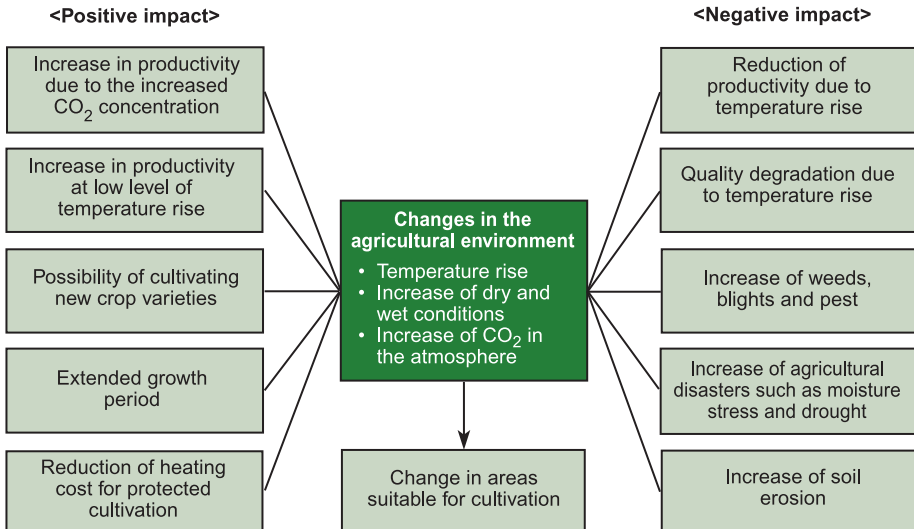 <Positive impact>
Increase in productivity
due to the increased
CO₂ concentration
Increase in productivity
at low level of
temperature rise
Possibility of cultivating
new crop varieties
Extended growth
period
Reduction of heating
cost for protected
cultivation
Changes in the
agricultural environment
• Temperature rise
• Increase of dry and
wet conditions
• Increase of CO₂ in
the atmosphere
Change in areas
suitable for cultivation
<Negative impact>
Reduction of
productivity due to
temperature rise
Quality degradation due
to temperature rise
Increase of weeds,
blights and pest
Increase of agricultural
disasters such as moisture
stress and drought
Increase of soil
erosion